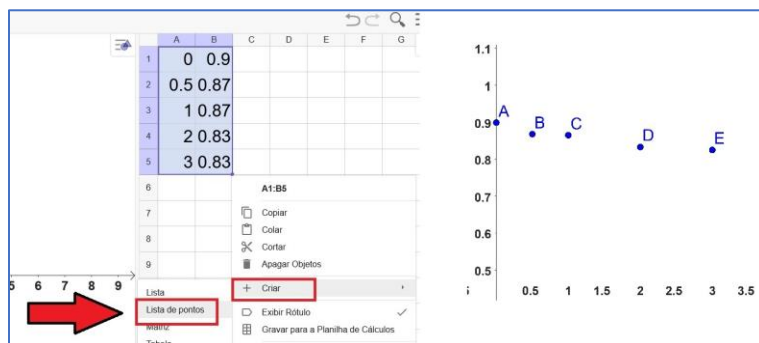 A B C D E F G
1 0 0.9
2 0.5 0.87
3 1 0.87
4 2 0.83
5 3 0.83
6
7
8
9
A1:B5
Copiar
Colar
Cortar
Apagar Objetos
Criar
Exibir Rótulo
Gravar para a Planilha de Cálculos
Lista
Lista de pontos
Matriz
Tabela
5 6 7 8 9
1.1
1
0.9
0.8
0.7
0.6
0.5
A B C D E
0.5 1 1.5 2 2.5 3 3.5